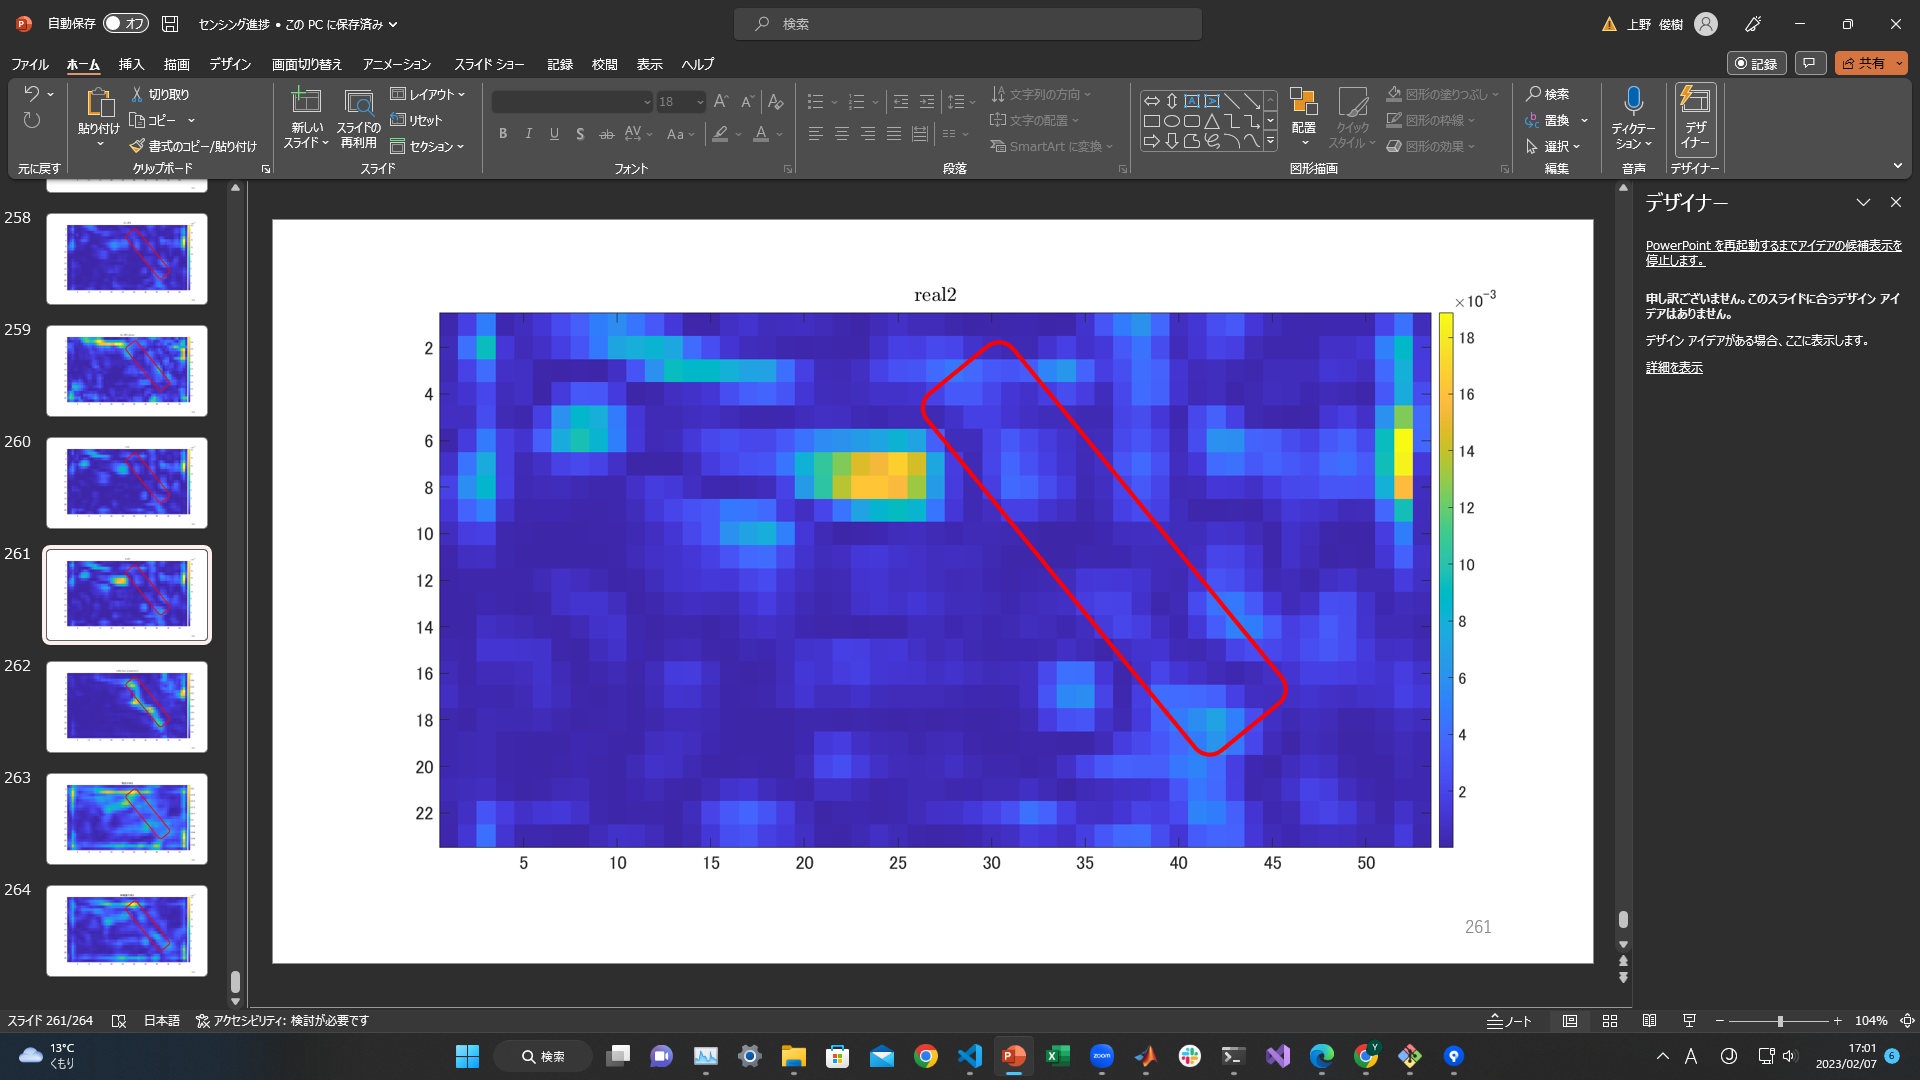 自動保存 オフ センシング進捗 • この PC に保存済み 検索 上野 俊樹
ファイル ホーム 挿入 描画 デザイン 画面切り替え アニメーション スライド ショー 記録 校閲 表示 ヘルプ 記録 共有
元に戻す
貼り付け
切り取り
コピー
書式のコピー/貼り付け
クリップボード
新しい
スライド
スライドの
再利用
レイアウト
リセット
セクション
スライド
18
B I U S ab AV Aa A
フォント
文字列の方向
文字の配置
SmartArt に変換
段落
配置
クイック
スタイル
図形の塗りつぶし
図形の枠線
図形の効果
図形描画
検索
置換
選択
編集
ディクテー
ション
音声
デザ
イナー
デザイナー
258
259
260
261
262
263
264
real2
×10⁻³
2
4
6
8
10
12
14
16
18
20
22
5 10 15 20 25 30 35 40 45 50
18
16
14
12
10
8
6
4
2
261
デザイナー
PowerPoint を再起動するまでアイデアの候補表示を
停止します。
申し訳ございません。このスライドに合うデザイン アイ
デアはありません。
デザイン アイデアがある場合、ここに表示します。
詳細を表示
スライド 261/264 日本語 アクセシビリティ: 検討が必要です ノート 104%
13°C
くもり
検索
zoom
A
17:01
2023/02/07
6